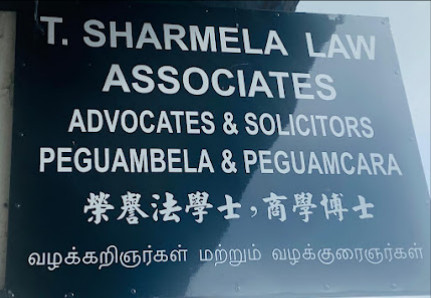 T. SHARMELA LAW
ASSOCIATES
ADVOCATES & SOLICITORS
PEGUAMBELA & PEGUAMCARA
榮譽法學士,商學博士
வழக்கறிஞர்கள் மற்றும் வழக்குரைஞர்கள்